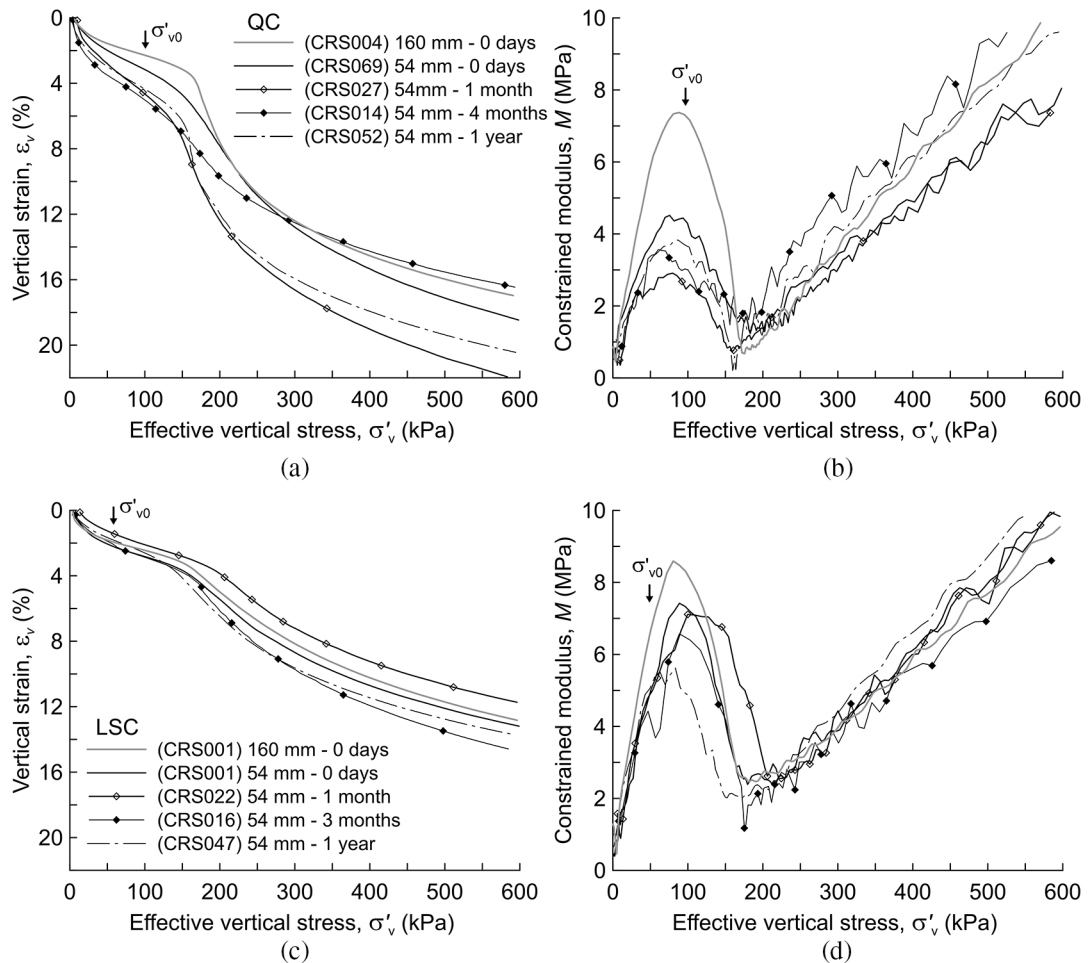 0
4
8
12
16
20
Vertical strain, εᵥ (%)
σ'v0
QC
(CRS004) 160 mm - 0 days
(CRS069) 54 mm - 0 days
(CRS027) 54mm - 1 month
(CRS014) 54 mm - 4 months
(CRS052) 54 mm - 1 year
0 100 200 300 400 500 600
Effective vertical stress, σ′v (kPa)
(a)
10
8
6
4
2
0
Constrained modulus, M (MPa)
σ'v0
0 100 200 300 400 500 600
Effective vertical stress, σ′v (kPa)
(b)
0
4
8
12
16
20
Vertical strain, εᵥ (%)
σ'v0
LSC
(CRS001) 160 mm - 0 days
(CRS001) 54 mm - 0 days
(CRS022) 54 mm - 1 month
(CRS016) 54 mm - 3 months
(CRS047) 54 mm - 1 year
0 100 200 300 400 500 600
Effective vertical stress, σ′v (kPa)
(c)
10
8
6
4
2
0
Constrained modulus, M (MPa)
σ'v0
0 100 200 300 400 500 600
Effective vertical stress, σ′v (kPa)
(d)